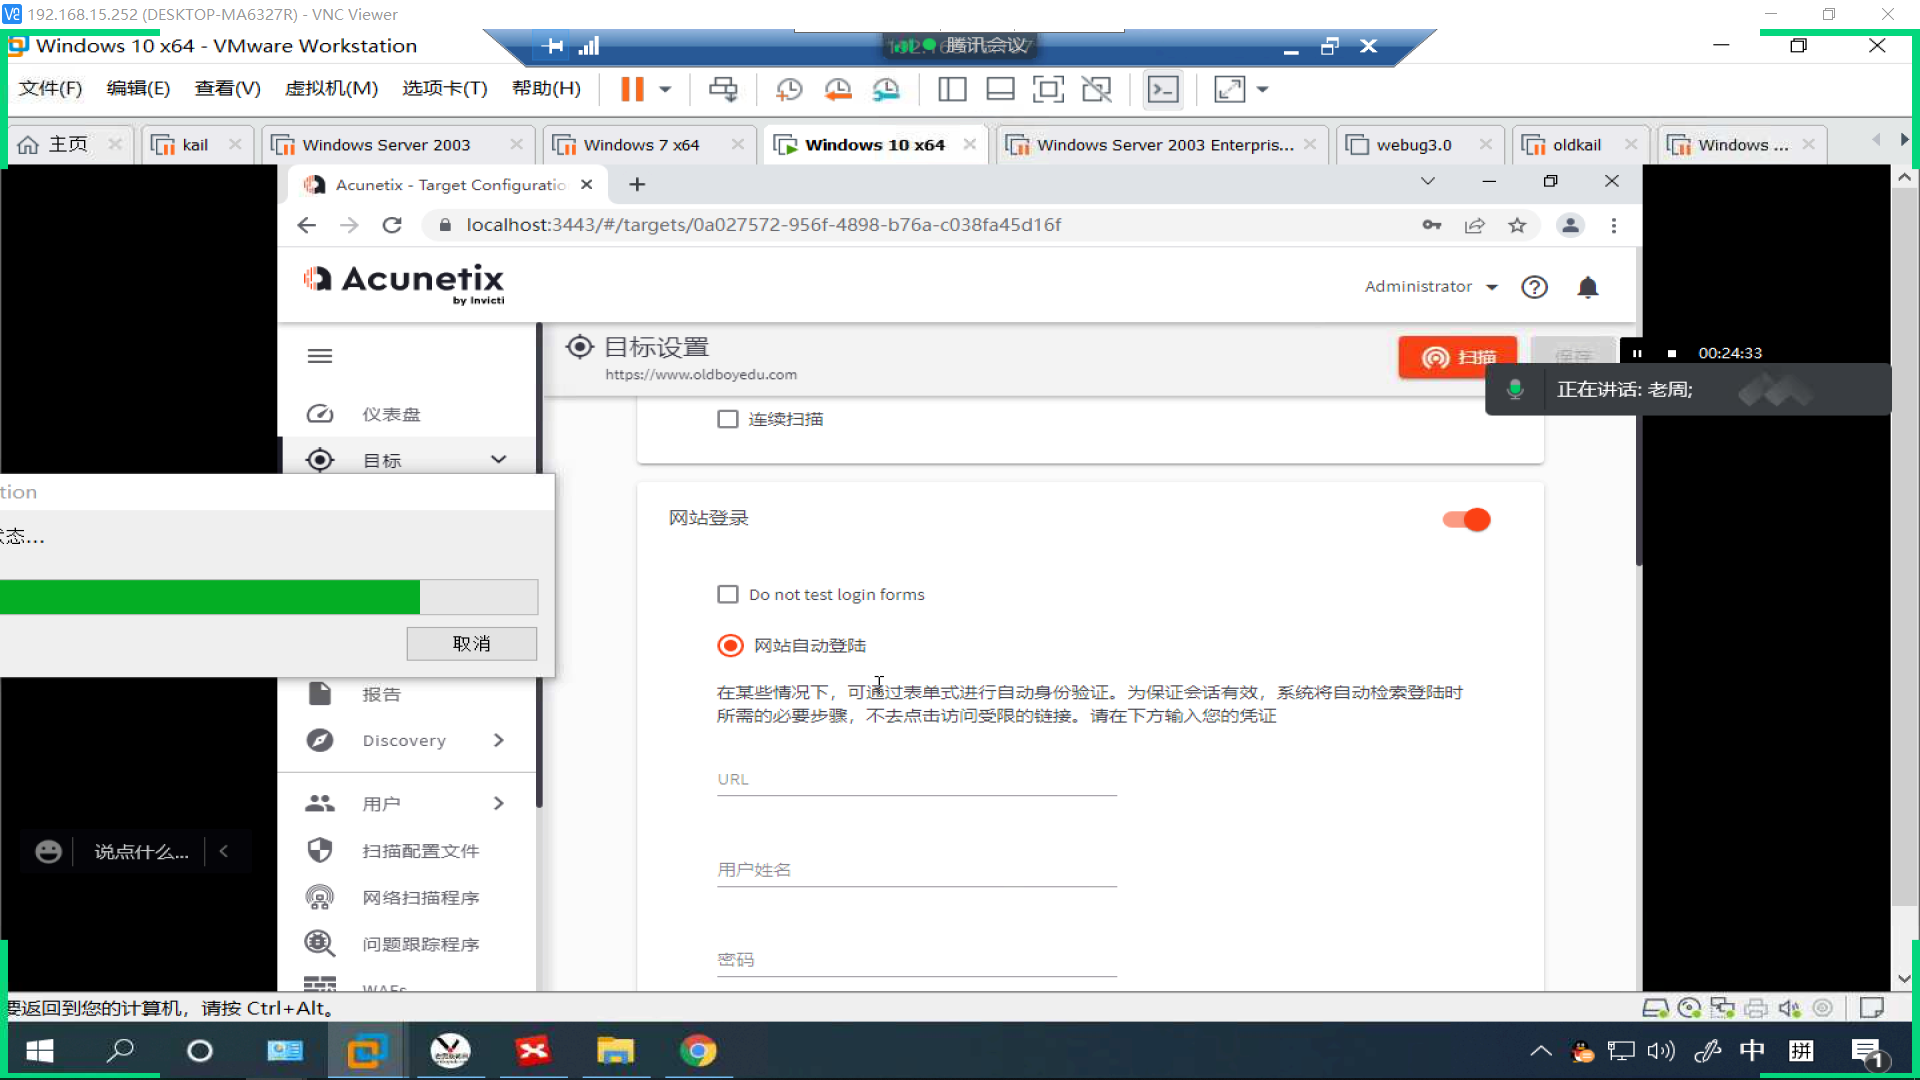 192.168.15.252 (DESKTOP-MA6327R) - VNC Viewer
Windows 10 x64 - VMware Workstation
腾讯会议
文件(F) 编辑(E) 查看(V) 虚拟机(M) 选项卡(T) 帮助(H)
主页 kail Windows Server 2003 Windows 7 x64 Windows 10 x64 Windows Server 2003 Enterpris... webug3.0 oldkail Windows ...
Acunetix - Target Configuratio
localhost:3443/#/targets/0a027572-956f-4898-b76a-c038fa45d16f
Acunetix
by Invicti
Administrator
目标设置
https://www.oldboyedu.com
扫描
保存
00:24:33
正在讲话: 老周;
仪表盘
目标
连续扫描
tion
状态...
取消
网站登录
Do not test login forms
网站自动登陆
在某些情况下，可通过表单式进行自动身份验证。为保证会话有效，系统将自动检索登陆时
所需的必要步骤，不去点击访问受限的链接。请在下方输入您的凭证
URL
用户姓名
密码
报告
Discovery
用户
扫描配置文件
网络扫描程序
问题跟踪程序
WAFs
说点什么...
要返回到您的计算机，请按 Ctrl+Alt。
中
拼
1